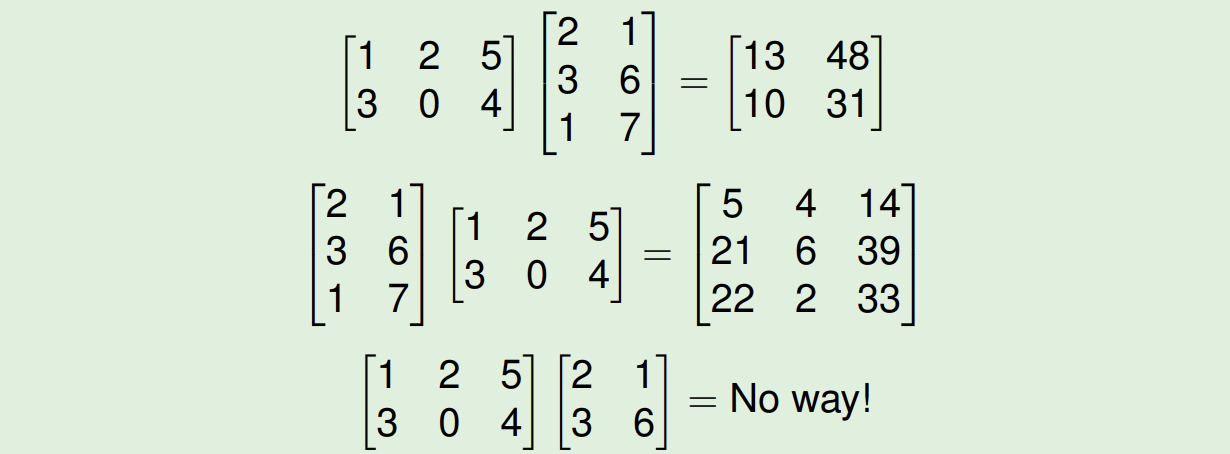 [1 2 5; 3 0 4] [2 1; 3 6; 1 7] = [13 48; 10 31]
[2 1; 3 6; 1 7] [1 2 5; 3 0 4] = [5 4 14; 21 6 39; 22 2 33]
[1 2 5; 3 0 4] [2 1; 3 6] = No way!